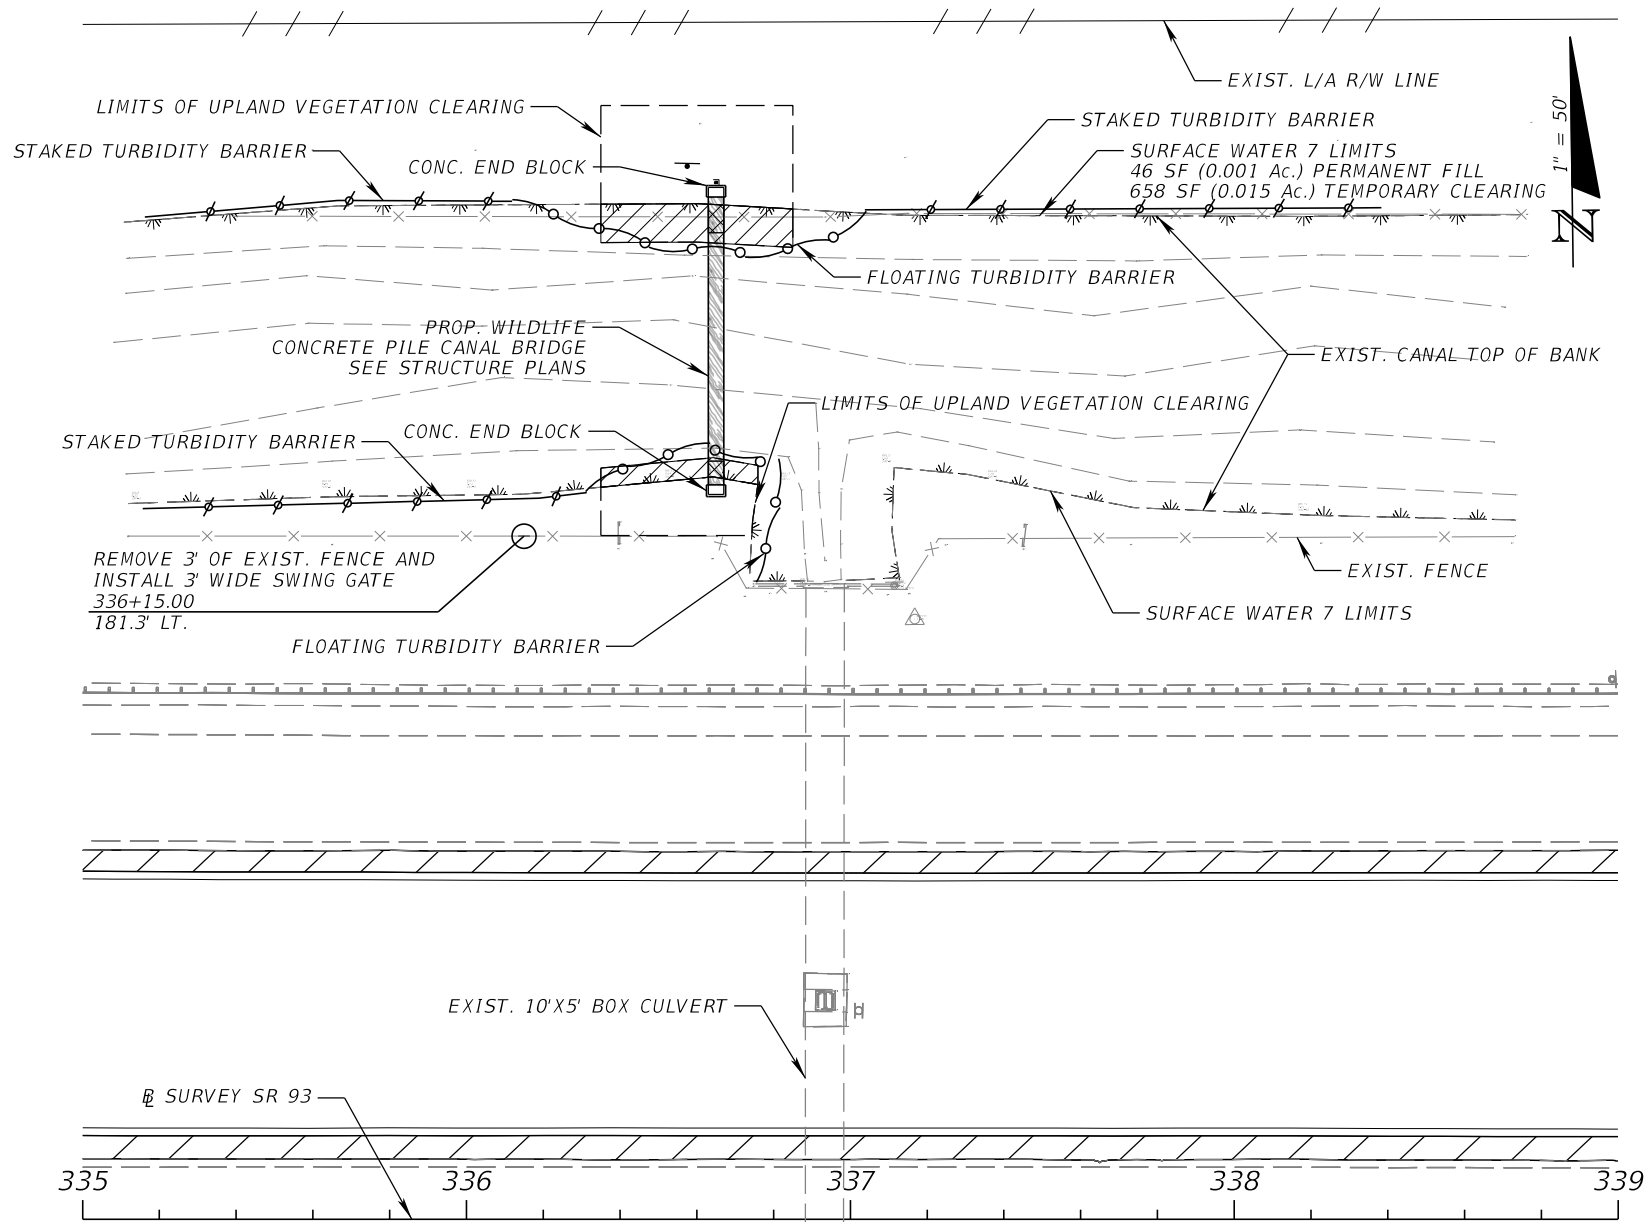 EXIST. L/A R/W LINE
LIMITS OF UPLAND VEGETATION CLEARING
STAKED TURBIDITY BARRIER
STAKED TURBIDITY BARRIER
CONC. END BLOCK
SURFACE WATER 7 LIMITS
46 SF (0.001 Ac.) PERMANENT FILL
658 SF (0.015 Ac.) TEMPORARY CLEARING
1" = 50'
N
FLOATING TURBIDITY BARRIER
PROP. WILDLIFE
CONCRETE PILE CANAL BRIDGE
SEE STRUCTURE PLANS
EXIST. CANAL TOP OF BANK
LIMITS OF UPLAND VEGETATION CLEARING
CONC. END BLOCK
STAKED TURBIDITY BARRIER
REMOVE 3' OF EXIST. FENCE AND
INSTALL 3' WIDE SWING GATE
336+15.00
181.3' LT.
EXIST. FENCE
SURFACE WATER 7 LIMITS
FLOATING TURBIDITY BARRIER
EXIST. 10'X5' BOX CULVERT
BL SURVEY SR 93
335 336 337 338 339